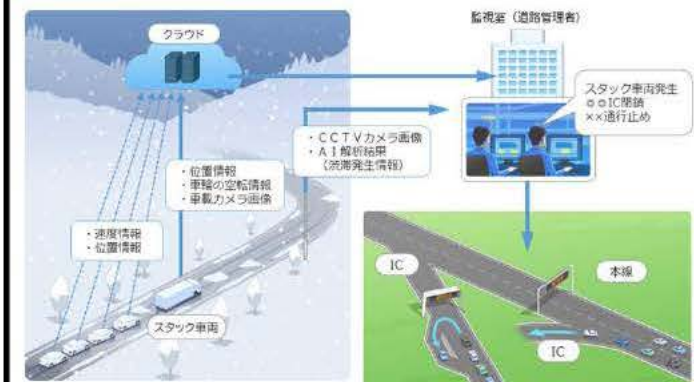 クラウド
・位置情報
・車輪の空転情報
・車載カメラ画像
・速度情報
・位置情報
スタック車両
・CCTVカメラ画像
・AI解析結果
（渋滞発生情報）
監視室（道路管理者）
スタック車両発生
○○IC閉鎖
××通行止め
IC
本線
IC